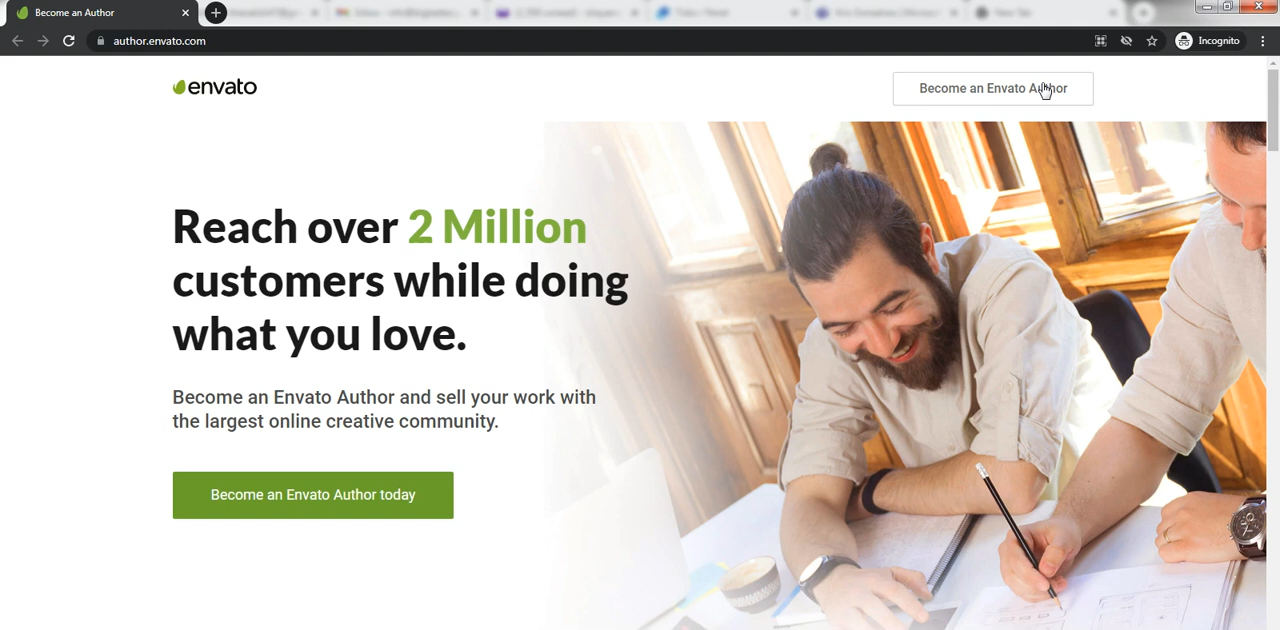 Become an Author
New Tab
author.envato.com
Incognito
envato
Become an Envato Author
Reach over 2 Million
customers while doing
what you love.
Become an Envato Author and sell your work with
the largest online creative community.
Become an Envato Author today